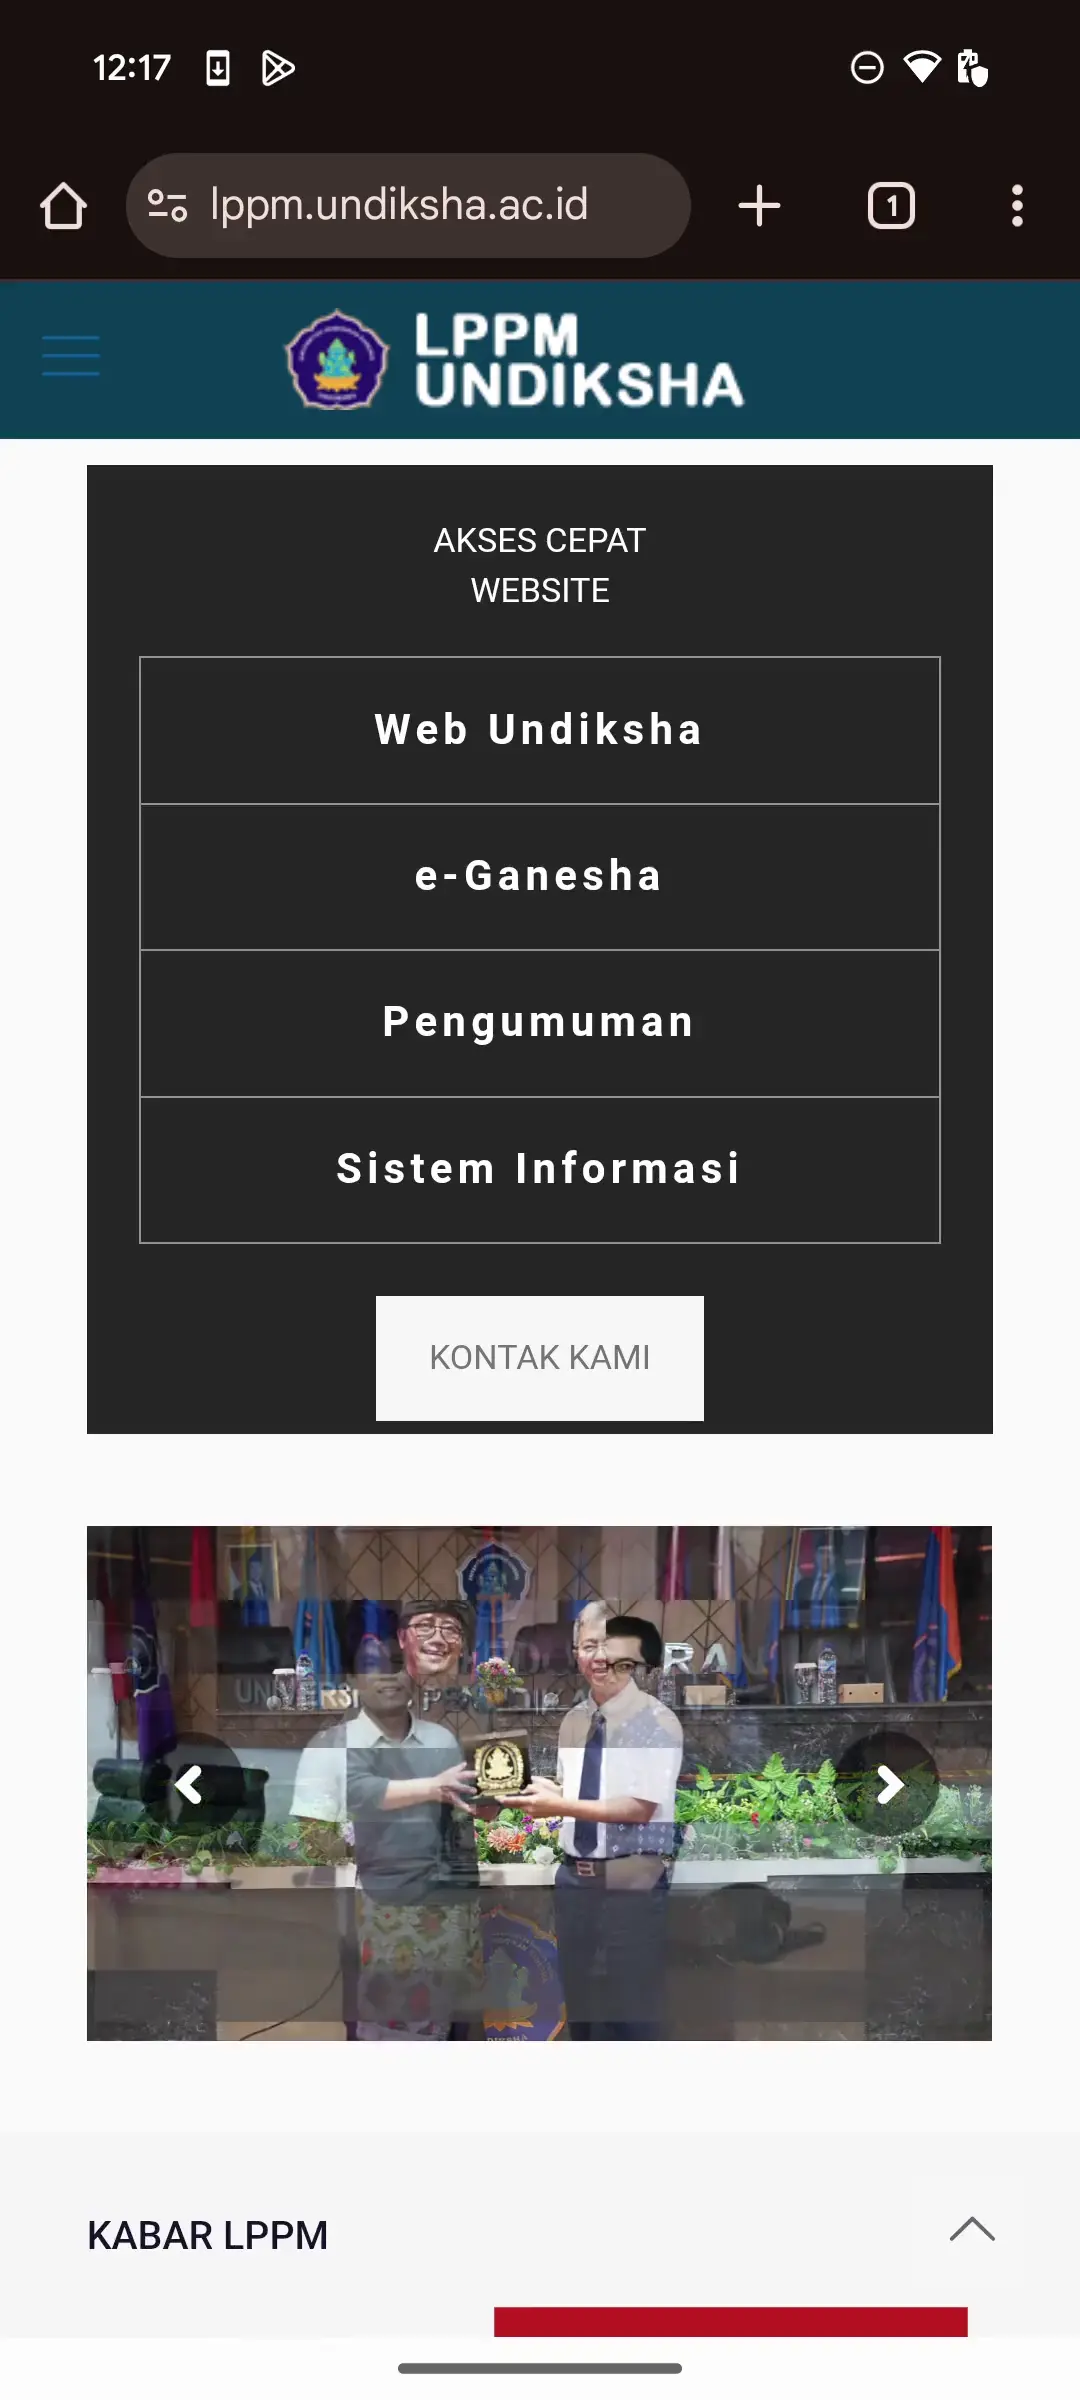 12:17
lppm.undiksha.ac.id
1
LPPM
UNDIKSHA
AKSES CEPAT
WEBSITE
Web Undiksha
e-Ganesha
Pengumuman
Sistem Informasi
KONTAK KAMI
KABAR LPPM